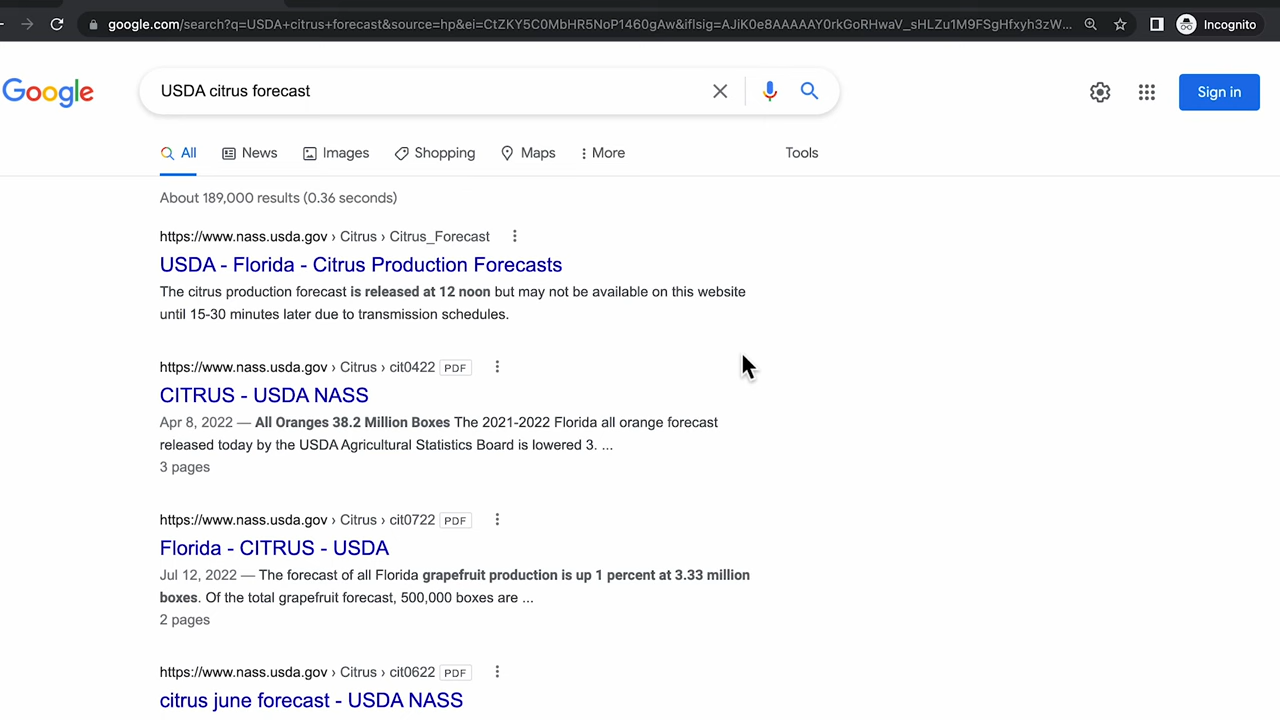 google.com/search?q=USDA+citrus+forecast&source=hp&ei=CtZKY5C0MbHR5NoP1460gAw&iflsig=AJiK0e8AAAAAY0rkGoRHwaV_sHLZu1M9FSgHfxyh3zW...
Incognito
Google
USDA citrus forecast
Sign in
All
News
Images
Shopping
Maps
More
Tools
About 189,000 results (0.36 seconds)
https://www.nass.usda.gov › Citrus › Citrus_Forecast
USDA - Florida - Citrus Production Forecasts
The citrus production forecast is released at 12 noon but may not be available on this website
until 15-30 minutes later due to transmission schedules.
https://www.nass.usda.gov › Citrus › cit0422 PDF
CITRUS - USDA NASS
Apr 8, 2022 — All Oranges 38.2 Million Boxes The 2021-2022 Florida all orange forecast
released today by the USDA Agricultural Statistics Board is lowered 3. ...
3 pages
https://www.nass.usda.gov › Citrus › cit0722 PDF
Florida - CITRUS - USDA
Jul 12, 2022 — The forecast of all Florida grapefruit production is up 1 percent at 3.33 million
boxes. Of the total grapefruit forecast, 500,000 boxes are ...
2 pages
https://www.nass.usda.gov › Citrus › cit0622 PDF
citrus june forecast - USDA NASS